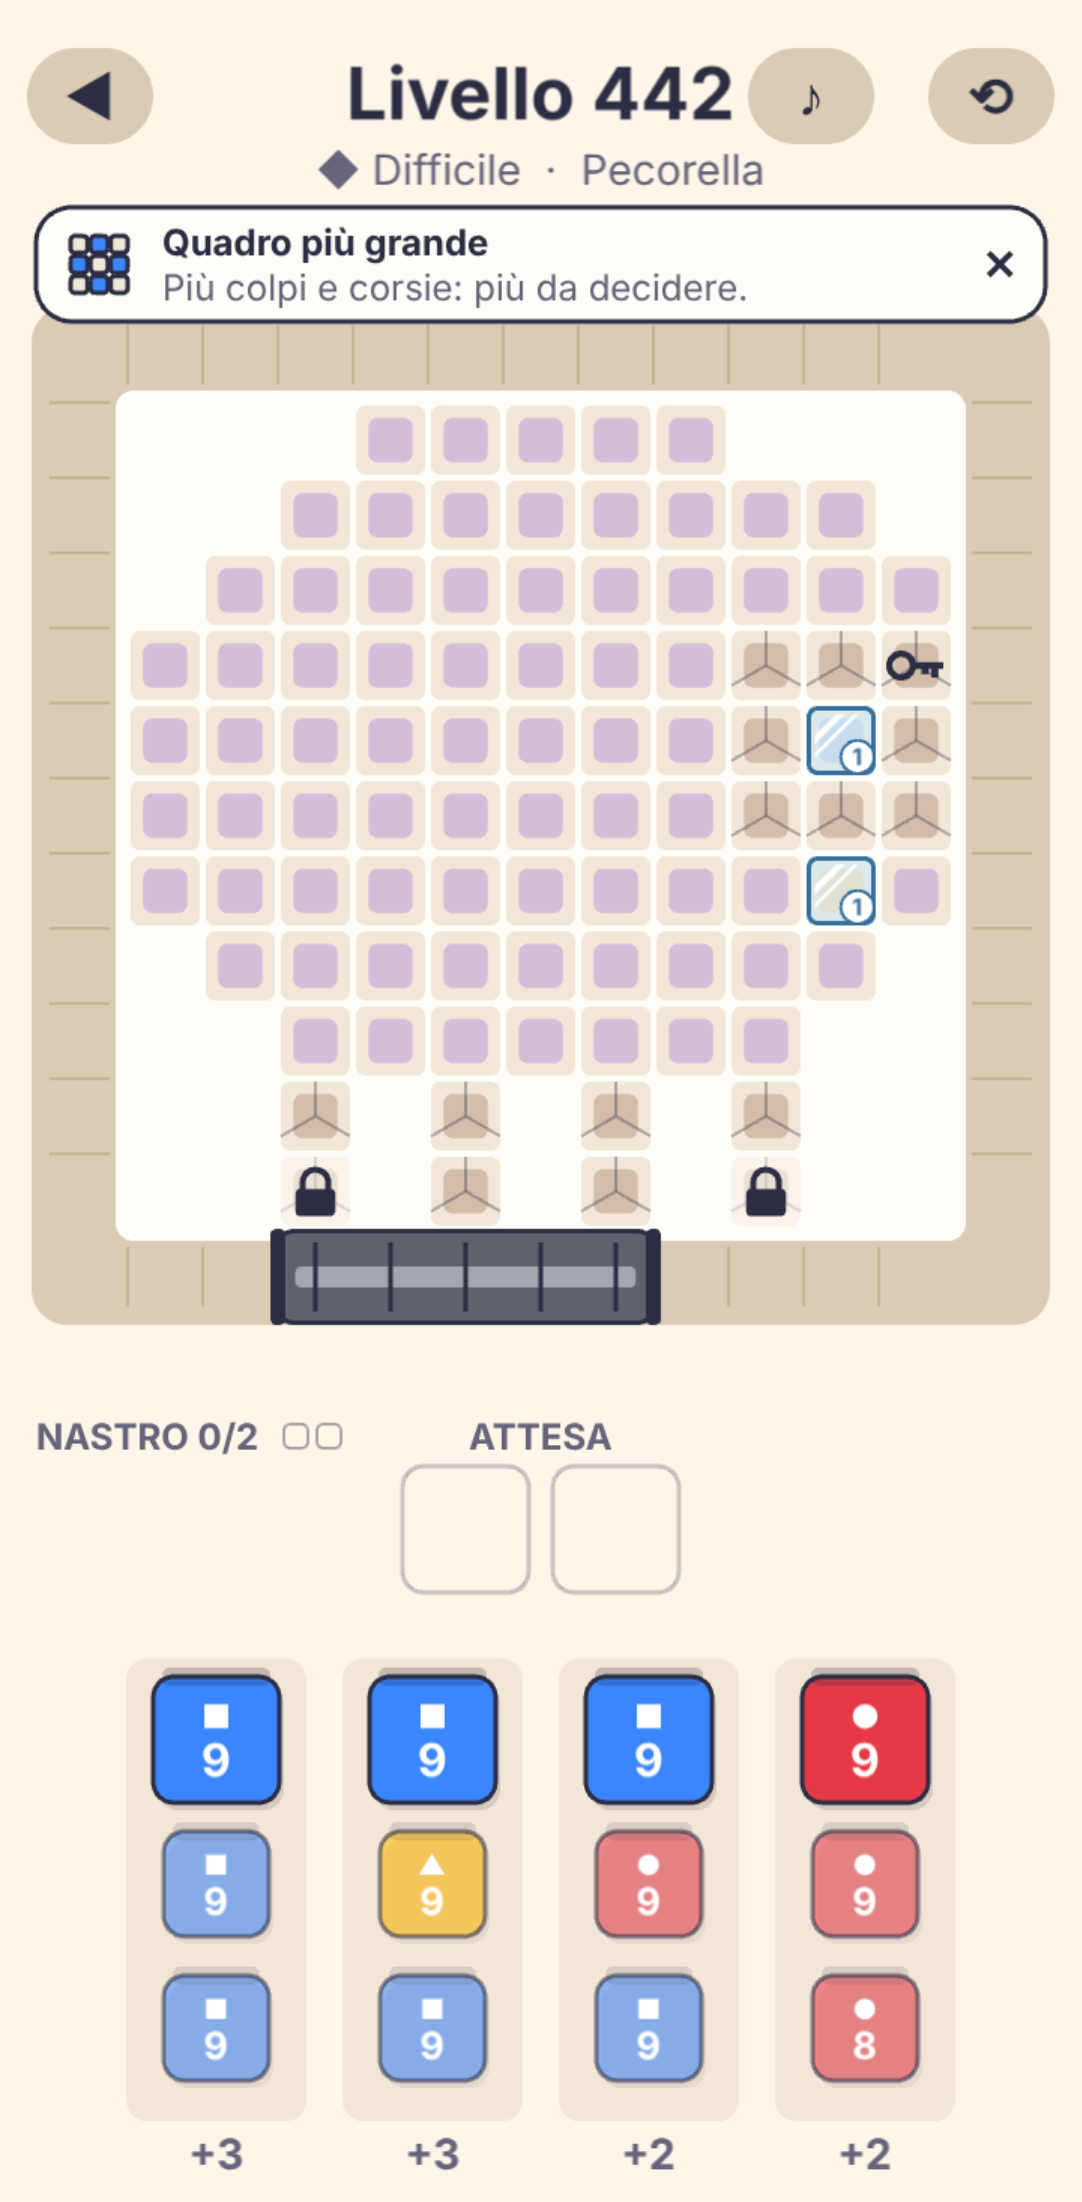 Livello 442
Difficile · Pecorella
Quadro più grande
Più colpi e corsie: più da decidere.
1
1
NASTRO 0/2
ATTESA
9 9 9 9
9 9 9 9
9 9 9 8
+3 +3 +2 +2